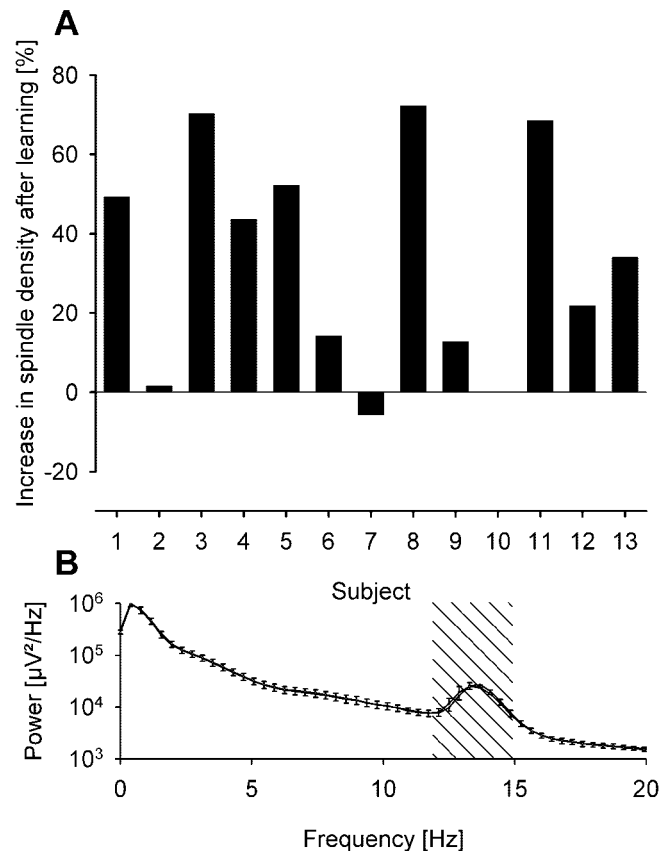 A
Increase in spindle density after learning [%]
80
60
40
20
0
-20
1 2 3 4 5 6 7 8 9 10 11 12 13
Subject
B
Power [µV²/Hz]
10⁶
10⁵
10⁴
10³
0 5 10 15 20
Frequency [Hz]